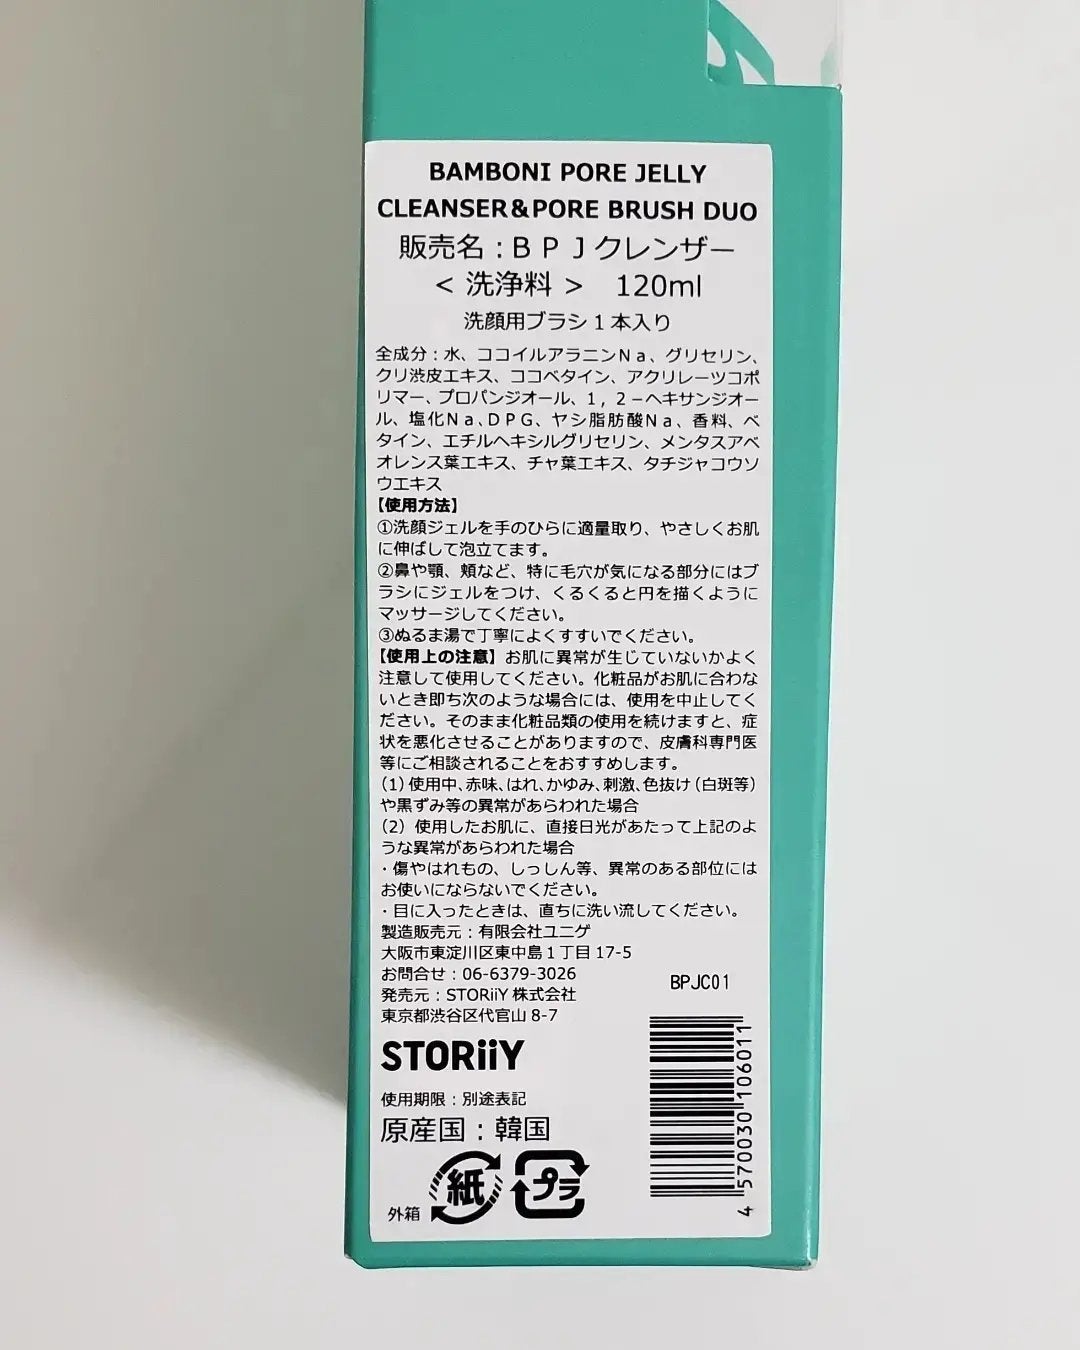 BAMBONI PORE JELLY
CLEANSER&PORE BRUSH DUO
販売名：ＢＰＪクレンザー
＜洗浄料＞　120ml
洗顔用ブラシ１本入り
全成分：水、ココイルアラニンＮａ、グリセリン、
クリ渋皮エキス、ココベタイン、アクリレーツコポ
リマー、プロパンジオール、１，２－ヘキサンジオー
ル、塩化Ｎａ、ＤＰＧ、ヤシ脂肪酸Ｎａ、香料、ベ
タイン、エチルヘキシルグリセリン、メンタスアベ
オレンス葉エキス、チャ葉エキス、タチジャコウソ
ウエキス
【使用方法】
①洗顔ジェルを手のひらに適量取り、やさしくお肌
に伸ばして泡立てます。
②鼻や顎、頬など、特に毛穴が気になる部分にはブ
ラシにジェルをつけ、くるくると円を描くように
マッサージしてください。
③ぬるま湯で丁寧によくすすいでください。
【使用上の注意】お肌に異常が生じていないかよく
注意して使用してください。化粧品がお肌に合わな
いとき即ち次のような場合には、使用を中止してく
ださい。そのまま化粧品類の使用を続けますと、症
状を悪化させることがありますので、皮膚科専門医
等にご相談されることをおすすめします。
（1）使用中、赤味、はれ、かゆみ、刺激、色抜け（白斑等）
や黒ずみ等の異常があらわれた場合
（2）使用したお肌に、直接日光があたって上記のよ
うな異常があらわれた場合
・傷やはれもの、しっしん等、異常のある部位には
お使いにならないでください。
・目に入ったときは、直ちに洗い流してください。
製造販売元：有限会社ユニゲ
大阪市東淀川区東中島１丁目17-5
お問合せ：06-6379-3026
発売元：STORiiY 株式会社
東京都渋谷区代官山 8-7
BPJC01
STORiiY
使用期限：別途表記
原産国：韓国
外箱
紙
プラ
4 570030 106011